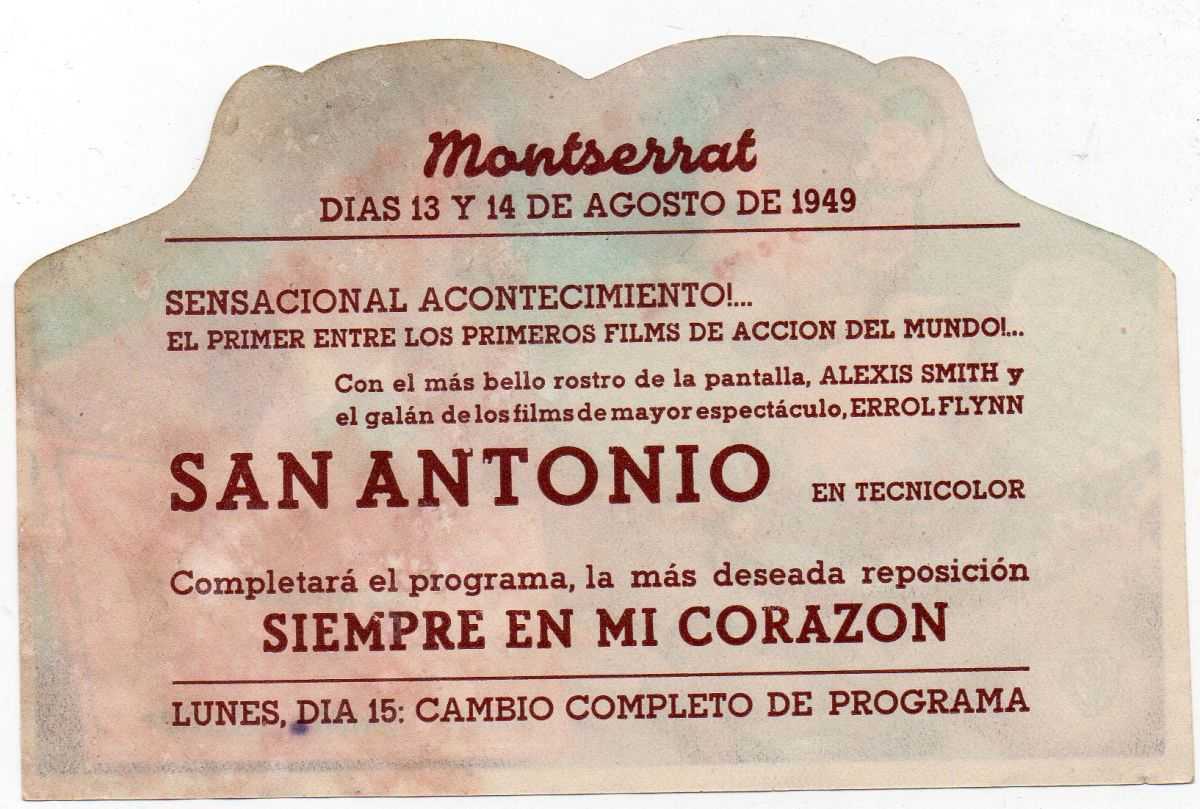 Montserrat
DIAS 13 Y 14 DE AGOSTO DE 1949
SENSACIONAL ACONTECIMIENTO!...
EL PRIMER ENTRE LOS PRIMEROS FILMS DE ACCION DEL MUNDO!...
Con el más bello rostro de la pantalla, ALEXIS SMITH y
el galán de los films de mayor espectáculo, ERROL FLYNN
SAN ANTONIO EN TECNICOLOR
Completará el programa, la más deseada reposición
SIEMPRE EN MI CORAZON
LUNES, DIA 15: CAMBIO COMPLETO DE PROGRAMA